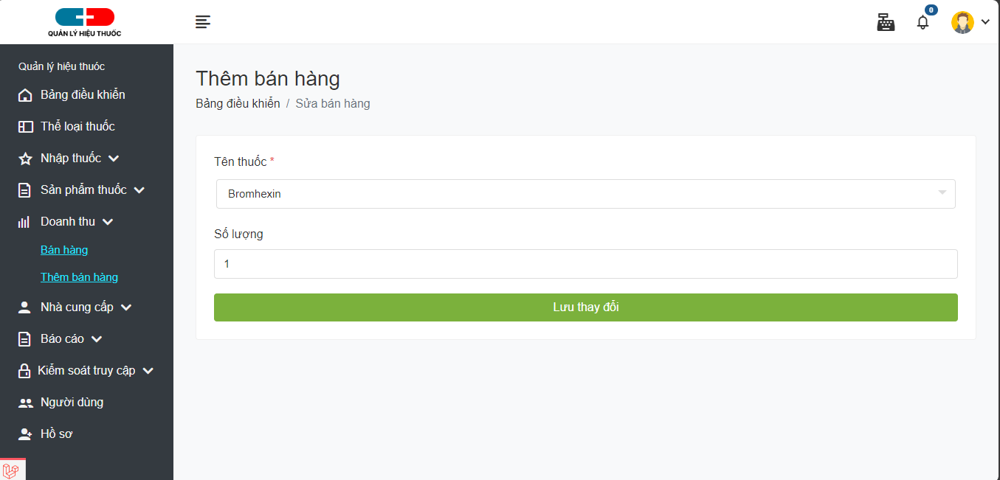 QUẢN LÝ HIỆU THUỐC
0
Quản lý hiệu thuóc
Bảng điều khiển
Thể loại thuốc
Nhập thuốc
Sản phẩm thuốc
Doanh thu
Bán hàng
Thêm bán hàng
Nhà cung cấp
Báo cáo
Kiểm soát truy cập
Người dùng
Hồ sơ
Thêm bán hàng
Bảng điều khiển / Sửa bán hàng
Tên thuốc *
Bromhexin
Số lượng
1
Lưu thay đổi